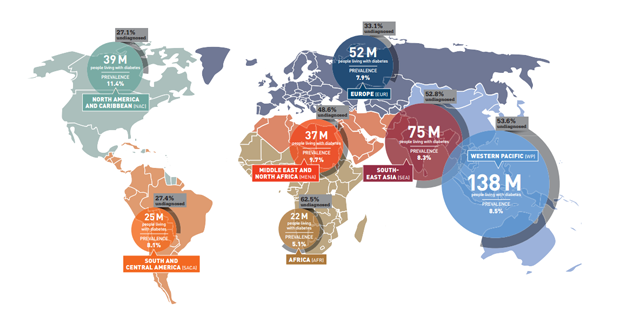 27.1%
undiagnosed
39 M
people living with diabetes
PREVALENCE
11.4%
NORTH AMERICA
AND CARIBBEAN (NAC)
33.1%
undiagnosed
52 M
people living with diabetes
PREVALENCE
7.9%
EUROPE (EUR)
48.6%
undiagnosed
37 M
people living with diabetes
PREVALENCE
9.7%
MIDDLE EAST AND
NORTH AFRICA (MENA)
52.8%
undiagnosed
75 M
people living with diabetes
PREVALENCE
8.3%
SOUTH-
EAST ASIA (SEA)
53.6%
undiagnosed
WESTERN PACIFIC (WP)
138 M
people living with diabetes
PREVALENCE
8.5%
27.4%
undiagnosed
25 M
people living
with diabetes
PREVALENCE
8.1%
SOUTH AND
CENTRAL AMERICA (SACA)
62.5%
undiagnosed
22 M
people living
with diabetes
PREVALENCE
5.1%
AFRICA (AFR)